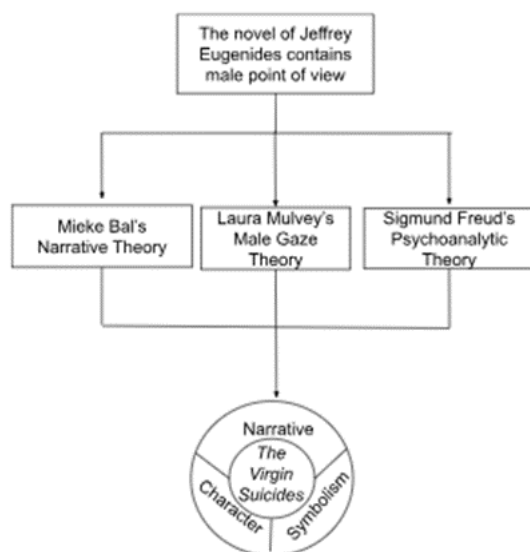 The novel of Jeffrey
Eugenides contains
male point of view
Mieke Bal's
Narrative Theory
Laura Mulvey's
Male Gaze
Theory
Sigmund Freud's
Psychoanalytic
Theory
Narrative
The
Virgin
Suicides
Character
Symbolism